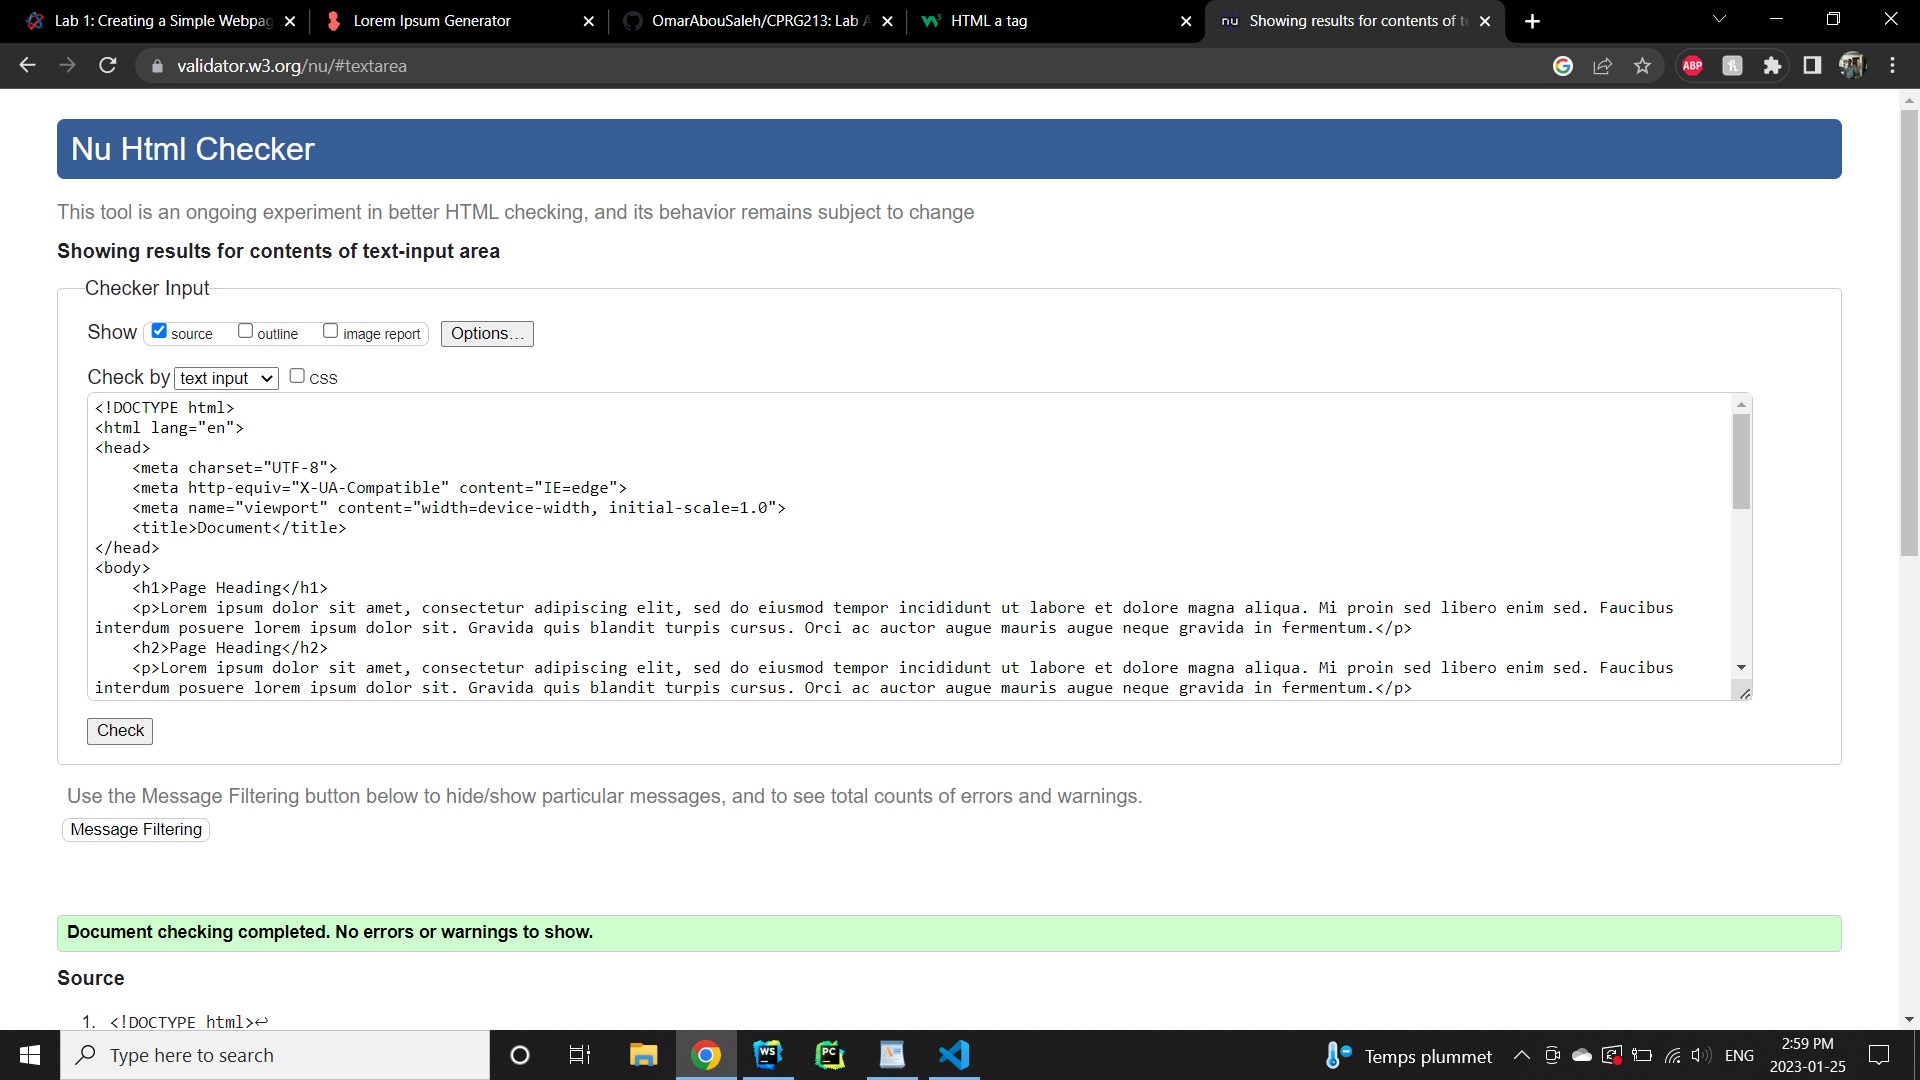 Lab 1: Creating a Simple Webpag
Lorem Ipsum Generator
OmarAbouSaleh/CPRG213: Lab A
HTML a tag
nu Showing results for contents of te
validator.w3.org/nu/#textarea
ABP
Nu Html Checker
This tool is an ongoing experiment in better HTML checking, and its behavior remains subject to change
Showing results for contents of text-input area
Checker Input
Show source outline image report Options...
Check by text input CSS
<!DOCTYPE html>
<html lang="en">
<head>
<meta charset="UTF-8">
<meta http-equiv="X-UA-Compatible" content="IE=edge">
<meta name="viewport" content="width=device-width, initial-scale=1.0">
<title>Document</title>
</head>
<body>
<h1>Page Heading</h1>
<p>Lorem ipsum dolor sit amet, consectetur adipiscing elit, sed do eiusmod tempor incididunt ut labore et dolore magna aliqua. Mi proin sed libero enim sed. Faucibus
interdum posuere lorem ipsum dolor sit. Gravida quis blandit turpis cursus. Orci ac auctor augue mauris augue neque gravida in fermentum.</p>
<h2>Page Heading</h2>
<p>Lorem ipsum dolor sit amet, consectetur adipiscing elit, sed do eiusmod tempor incididunt ut labore et dolore magna aliqua. Mi proin sed libero enim sed. Faucibus
interdum posuere lorem ipsum dolor sit. Gravida quis blandit turpis cursus. Orci ac auctor augue mauris augue neque gravida in fermentum.</p>
Check
Use the Message Filtering button below to hide/show particular messages, and to see total counts of errors and warnings.
Message Filtering
Document checking completed. No errors or warnings to show.
Source
1. <!DOCTYPE html>↩
Type here to search
WS
PC
Temps plummet
ENG
2:59 PM
2023-01-25